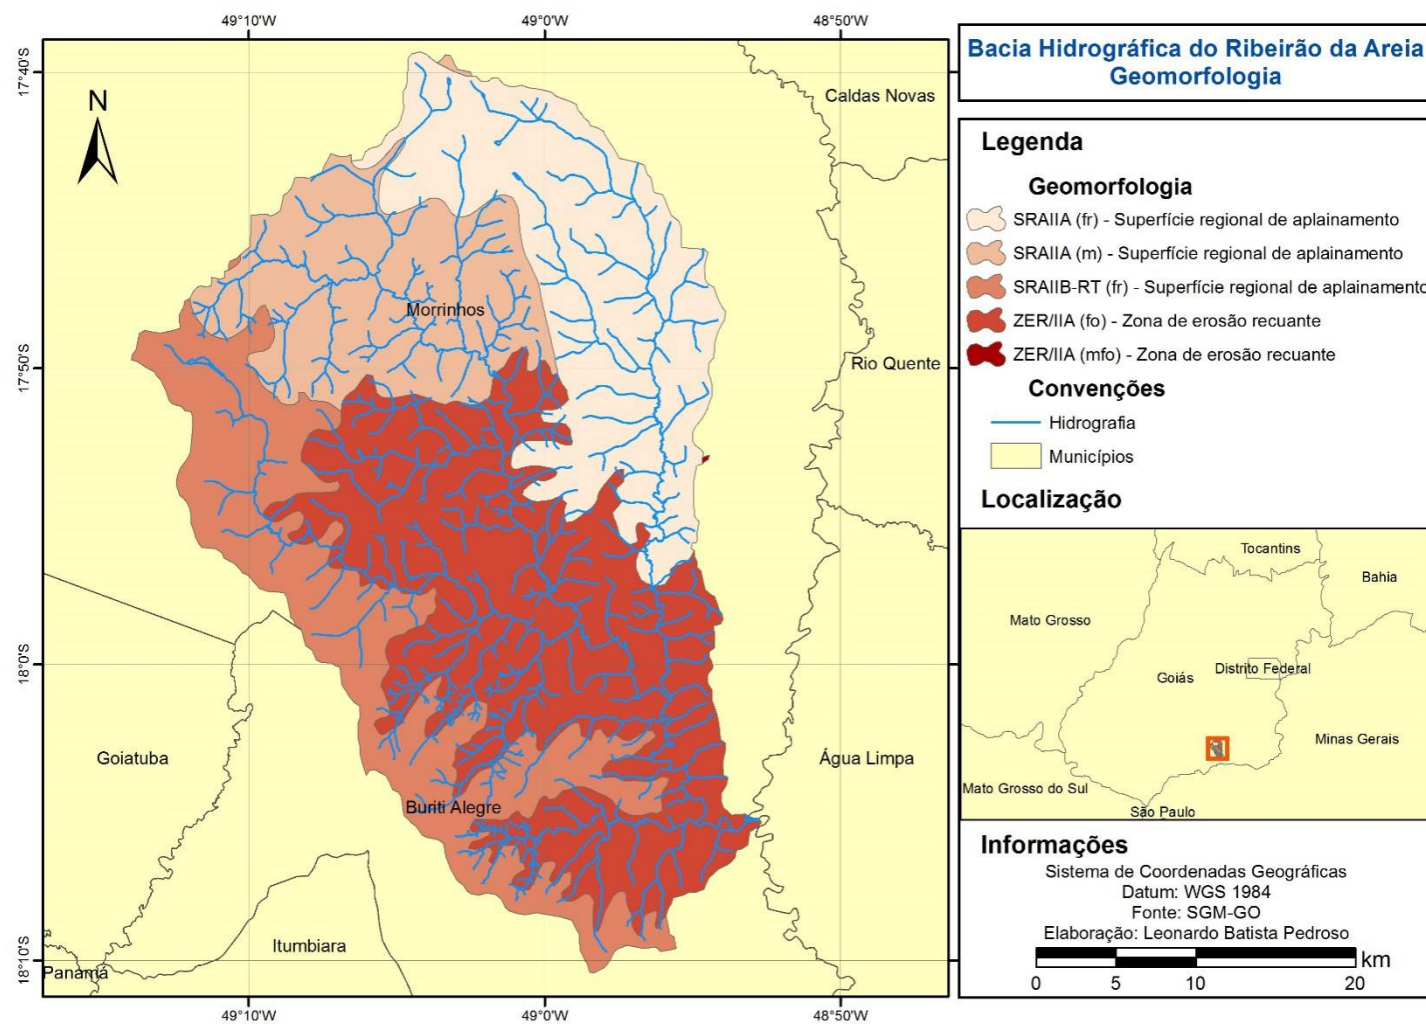 49°10'W
49°0'W
48°50'W
17°40'S
17°50'S
18°0'S
18°10'S
N
Caldas Novas
Morrinhos
Rio Quente
Goiatuba
Água Limpa
Buriti Alegre
Itumbiara
Panamá
49°10'W
49°0'W
48°50'W
Bacia Hidrográfica do Ribeirão da Areia
Geomorfologia
Legenda
Geomorfologia
SRAIIA (fr) - Superfície regional de aplainamento
SRAIIA (m) - Superfície regional de aplainamento
SRAIIB-RT (fr) - Superfície regional de aplainamento
ZER/IIA (fo) - Zona de erosão recuante
ZER/IIA (mfo) - Zona de erosão recuante
Convenções
Hidrografia
Municípios
Localização
Tocantins
Bahia
Mato Grosso
Distrito Federal
Goiás
Minas Gerais
Mato Grosso do Sul
São Paulo
Informações
Sistema de Coordenadas Geográficas
Datum: WGS 1984
Fonte: SGM-GO
Elaboração: Leonardo Batista Pedroso
km
0 5 10 20